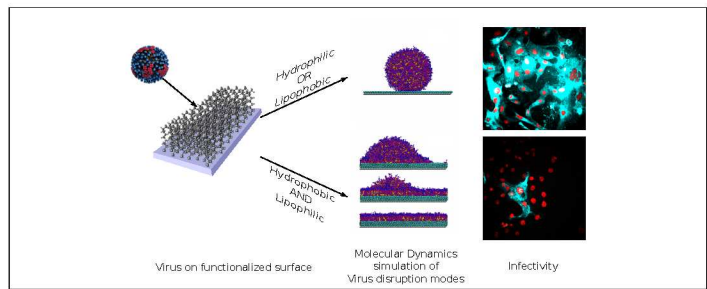 Hydrophilic
OR
Lipophobic
Hydrophobic
AND
Lipophilic
Virus on functionalized surface
Molecular Dynamics
simulation of
Virus disruption modes
Infectivity